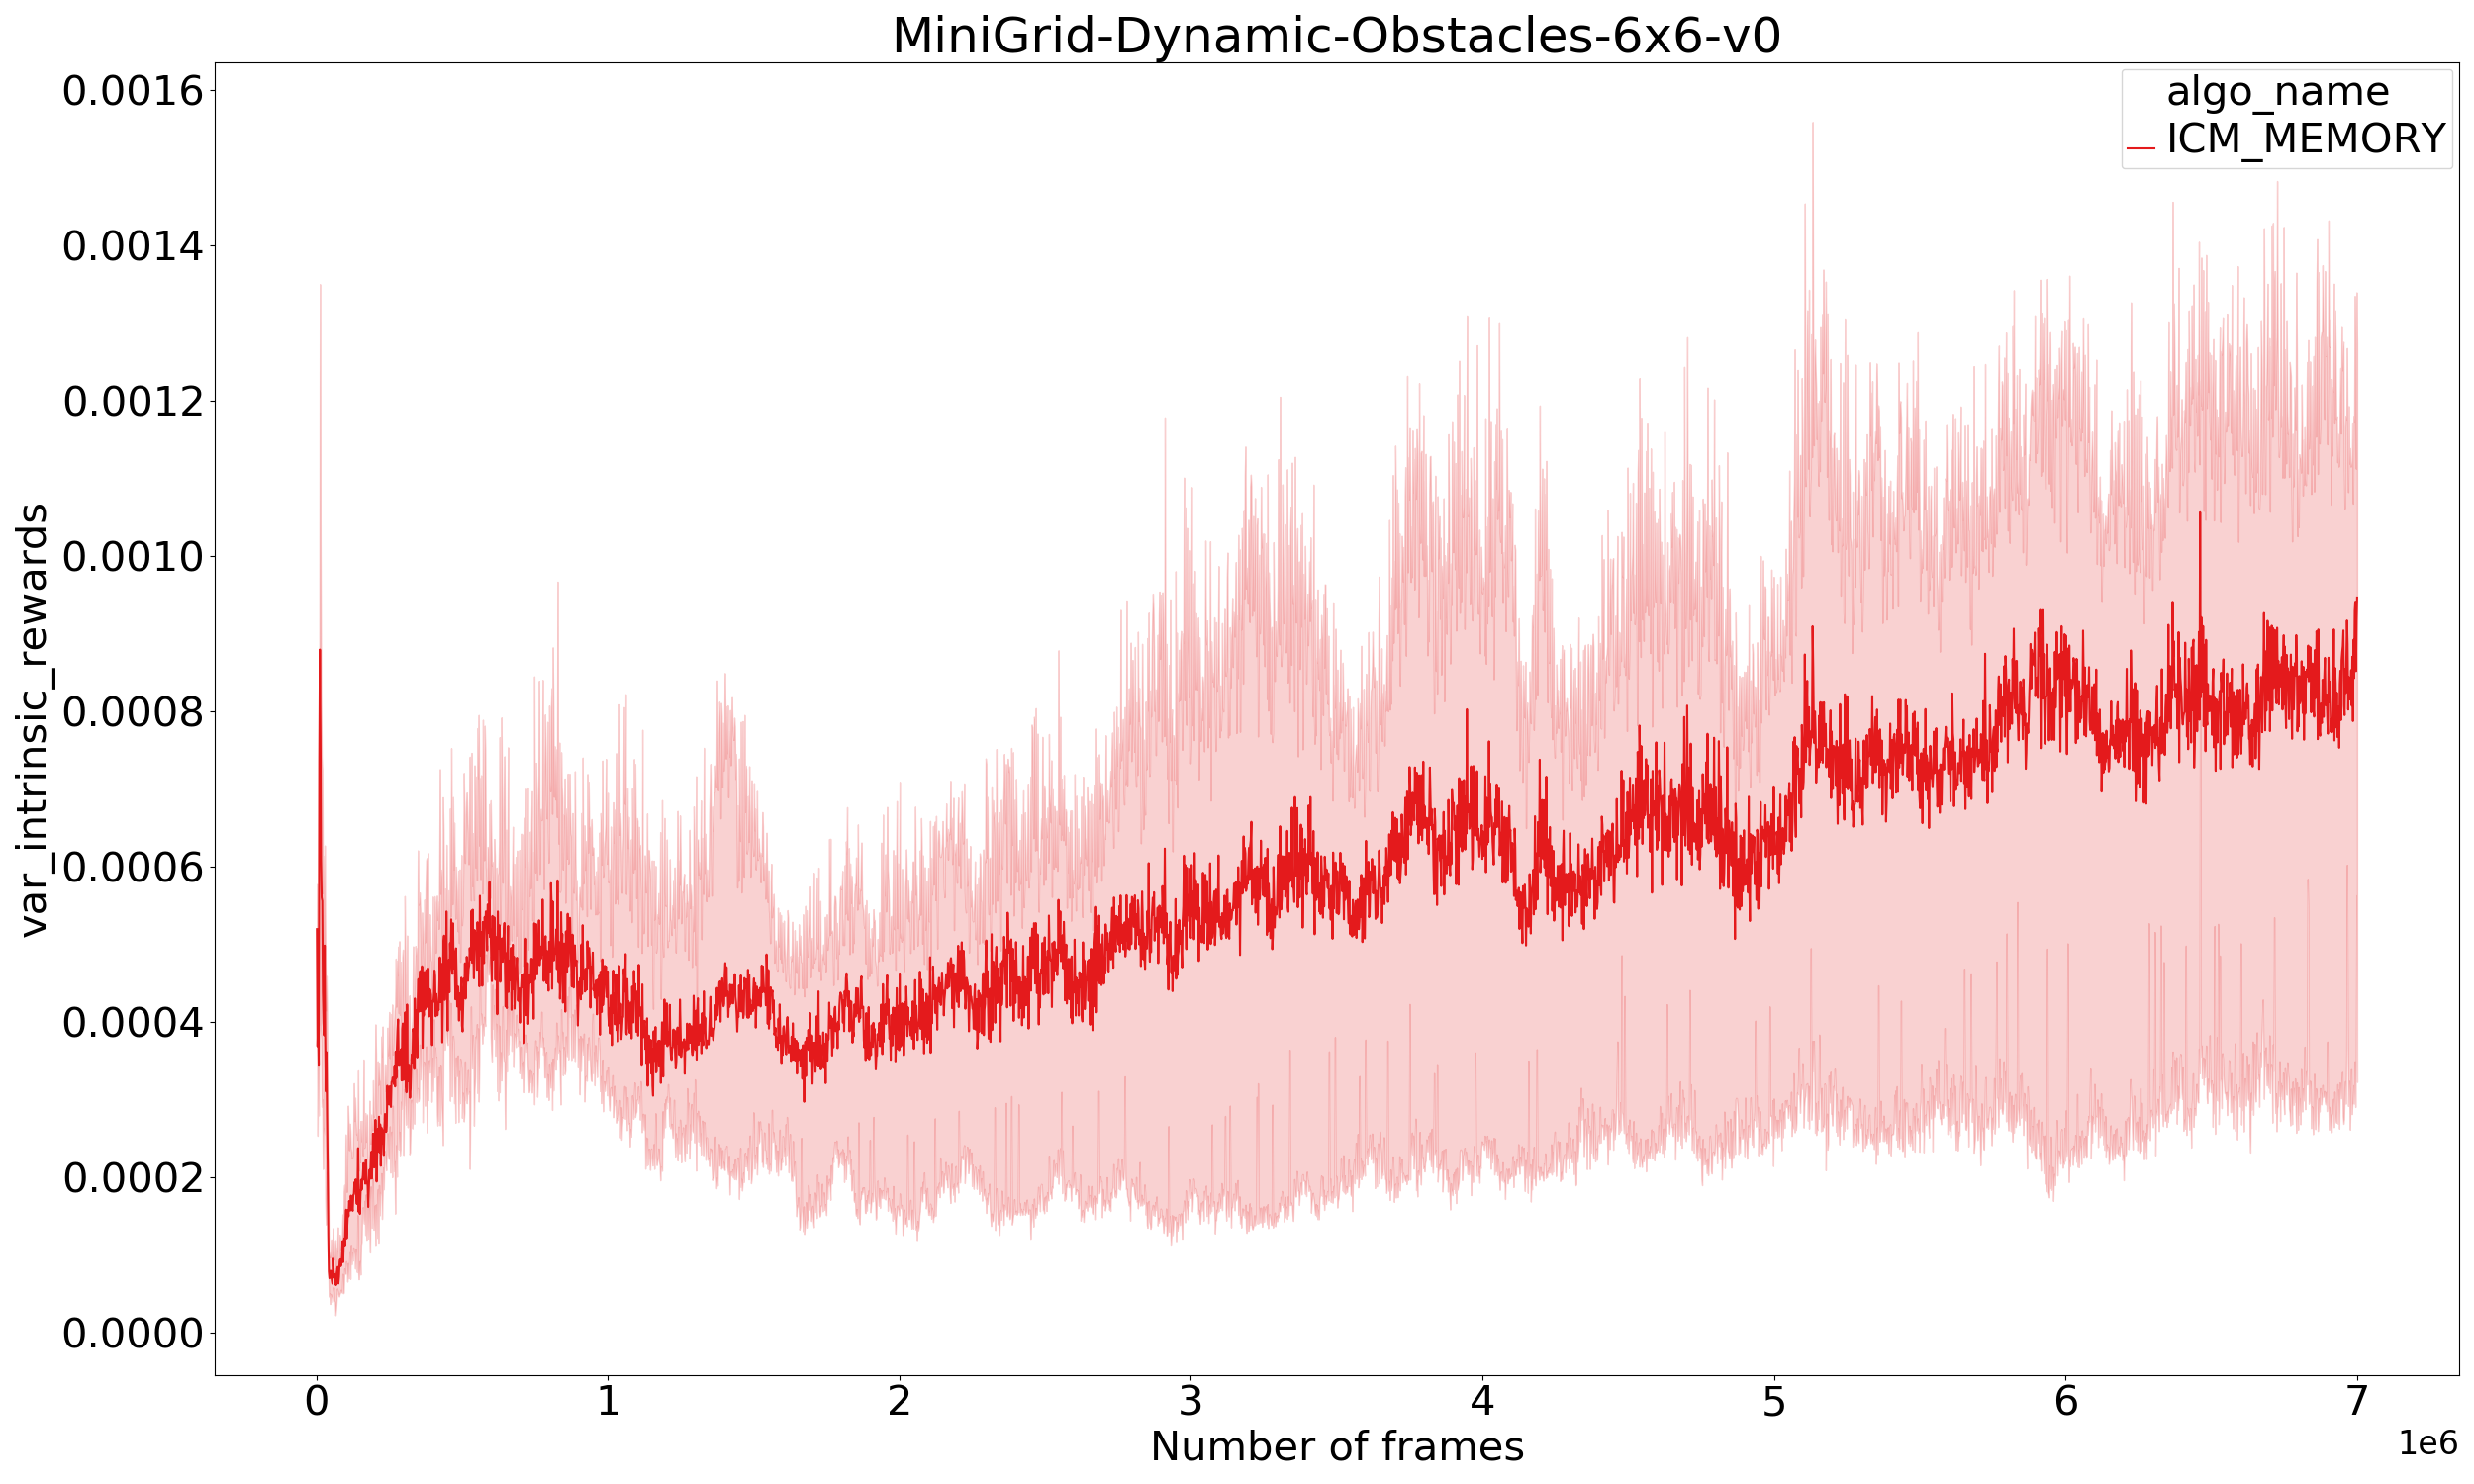 MiniGrid-Dynamic-Obstacles-6x6-v0
algo_name
ICM_MEMORY
var_intrinsic_rewards
0.0016
0.0014
0.0012
0.0010
0.0008
0.0006
0.0004
0.0002
0.0000
0 1 2 3 4 5 6 7
1e6
Number of frames